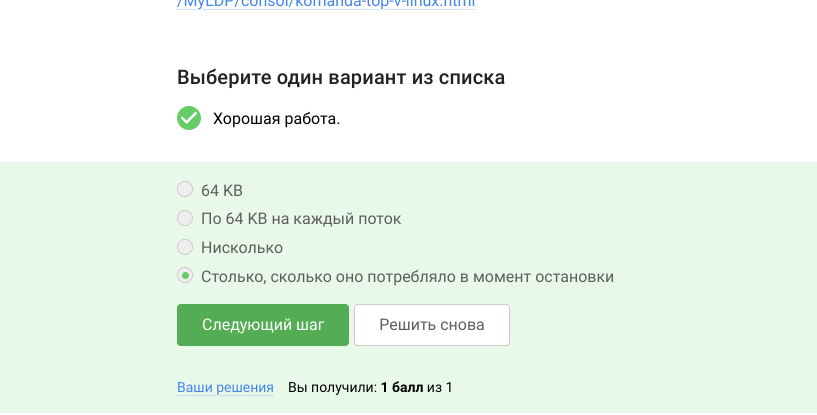 /MyLDP/consol/komanda-top-v-linux.html
Выберите один вариант из списка
Хорошая работа.
64 KB
По 64 KB на каждый поток
Нисколько
Столько, сколько оно потребляло в момент остановки
Следующий шаг
Решить снова
Ваши решения Вы получили: 1 балл из 1